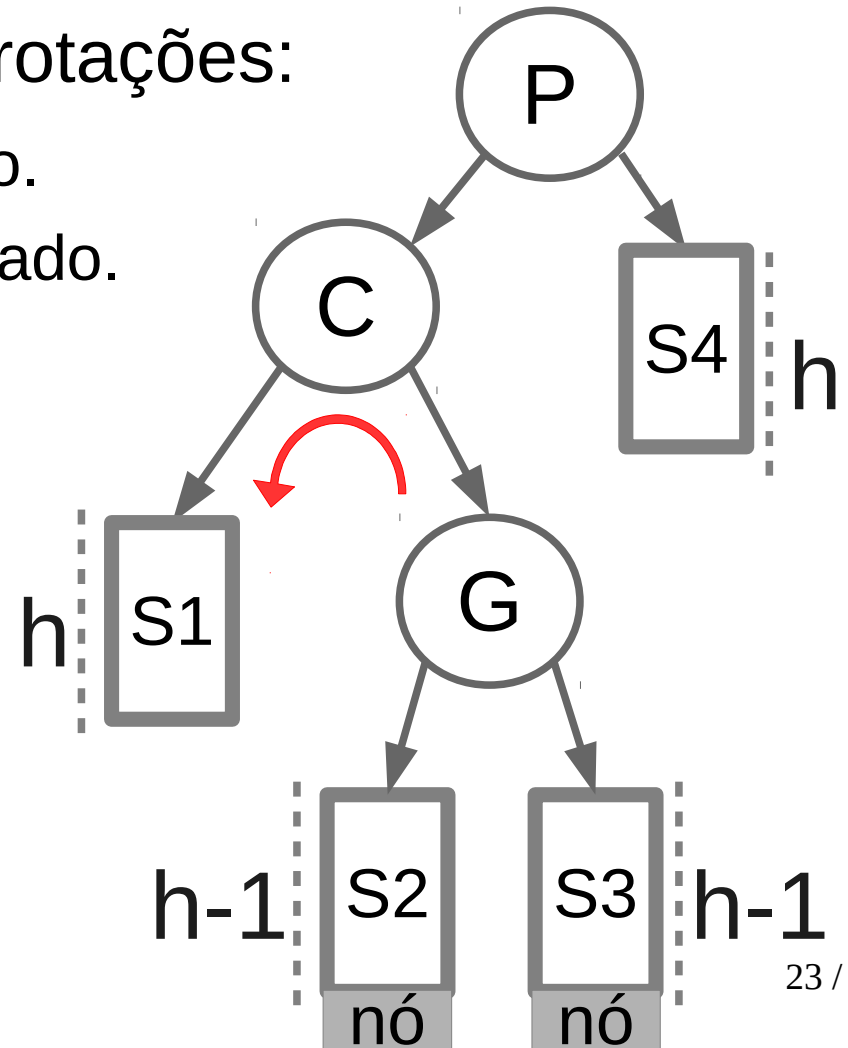 rotações:
o.
ado.
P
C
S4
h
h
S1
G
h-1
S2
S3
h-1
23 /
nó
nó